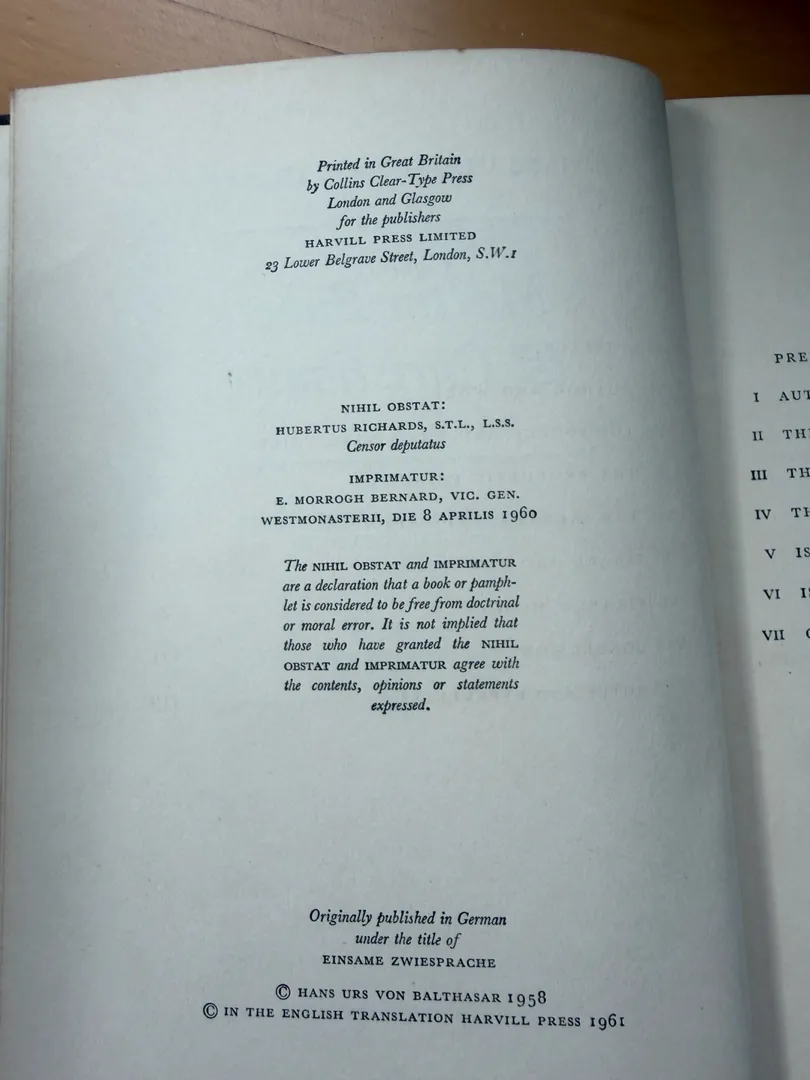 Printed in Great Britain
by Collins Clear-Type Press
London and Glasgow
for the publishers
HARVILL PRESS LIMITED
23 Lower Belgrave Street, London, S.W.1
NIHIL OBSTAT:
HUBERTUS RICHARDS, S.T.L., L.S.S.
Censor deputatus
IMPRIMATUR:
E. MORROGH BERNARD, VIC. GEN.
WESTMONASTERII, DIE 8 APRILIS 1960
The NIHIL OBSTAT and IMPRIMATUR
are a declaration that a book or pamph-
let is considered to be free from doctrinal
or moral error. It is not implied that
those who have granted the NIHIL
OBSTAT and IMPRIMATUR agree with
the contents, opinions or statements
expressed.
Originally published in German
under the title of
EINSAME ZWIESPRACHE
© HANS URS VON BALTHASAR 1958
© IN THE ENGLISH TRANSLATION HARVILL PRESS 1961
PRE
I AUT
II TH
III TH
IV TH
V IS
VI IS
VII